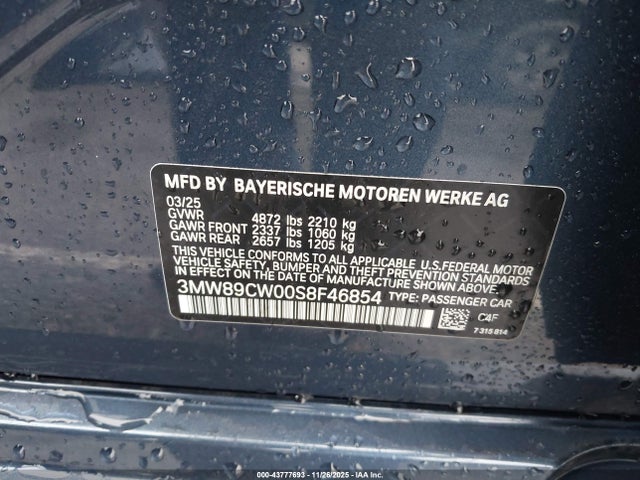 MFD BY BAYERISCHE MOTOREN WERKE AG
03/25
GVWR 4872 lbs 2210 kg
GAWR FRONT 2337 lbs 1060 kg
GAWR REAR 2657 lbs 1205 kg
THIS VEHICLE CONFORMS TO ALL APPLICABLE U.S.FEDERAL MOTOR
VEHICLE SAFETY, BUMPER AND THEFT PREVENTION STANDARDS
IN EFFECT ON THE DATE OF MANUFACTURE SHOWN ABOVE.
3MW89CW00S8F46854 TYPE: PASSENGER CAR
C4F
7 315 814
000-43777693 11/26/2025 IAA, Inc.